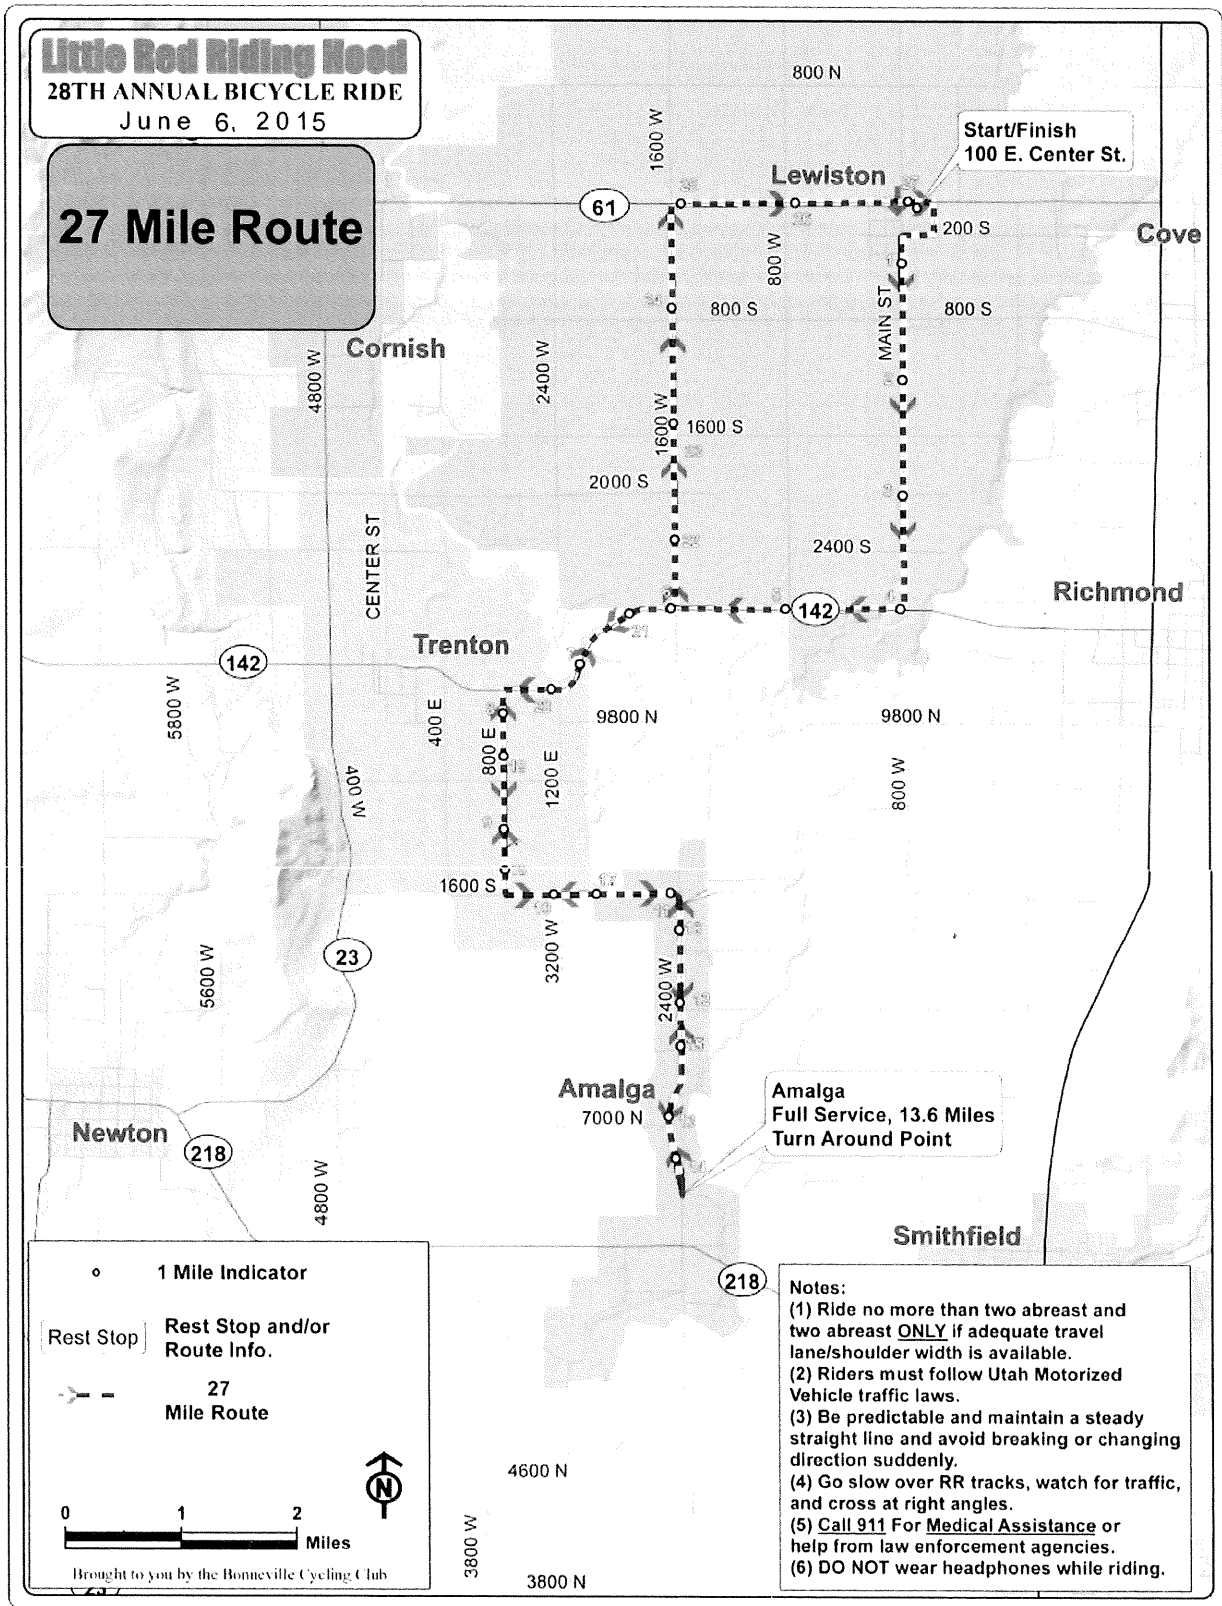 Little Red Riding Hood
28TH ANNUAL BICYCLE RIDE
June 6, 2015
27 Mile Route
800 N
1600 W
Start/Finish
100 E. Center St.
Lewiston
61
200 S
Cove
800 W
800 S
MAIN ST
800 S
Cornish
4800 W
2400 W
1600 W
1600 S
2000 S
CENTER ST
2400 S
Richmond
142
Trenton
142
5800 W
400 E
9800 N
9800 N
800 E
1200 E
400 W
800 W
1600 S
17
3200 W
23
5600 W
2400 W
Amalga
7000 N
Amalga
Full Service, 13.6 Miles
Turn Around Point
Newton
218
4800 W
Smithfield
218
1 Mile Indicator
Rest Stop
Rest Stop and/or
Route Info.
27
Mile Route
N
0 1 2
Miles
Brought to you by the Bonneville Cycling Club
4600 N
3800 W
3800 N
Notes:
(1) Ride no more than two abreast and
two abreast ONLY if adequate travel
lane/shoulder width is available.
(2) Riders must follow Utah Motorized
Vehicle traffic laws.
(3) Be predictable and maintain a steady
straight line and avoid breaking or changing
direction suddenly.
(4) Go slow over RR tracks, watch for traffic,
and cross at right angles.
(5) Call 911 For Medical Assistance or
help from law enforcement agencies.
(6) DO NOT wear headphones while riding.